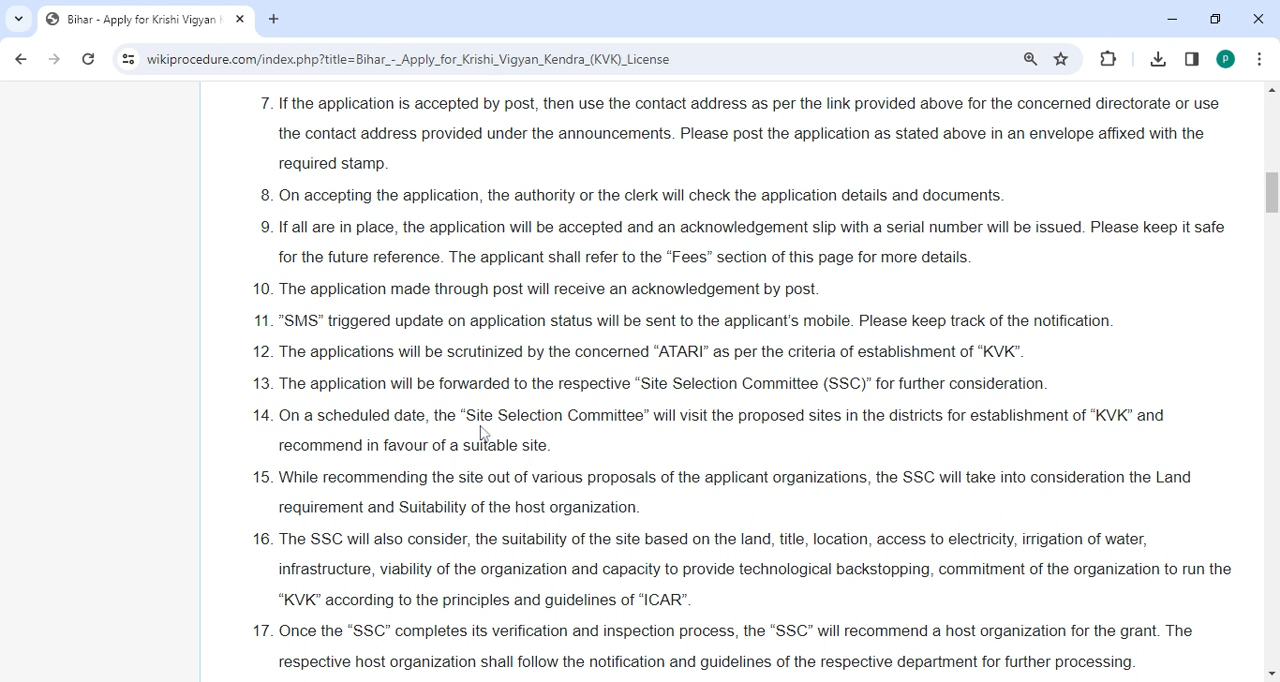 Bihar - Apply for Krishi Vigyan
wikiprocedure.com/index.php?title=Bihar_-_Apply_for_Krishi_Vigyan_Kendra_(KVK)_License
P
7. If the application is accepted by post, then use the contact address as per the link provided above for the concerned directorate or use
the contact address provided under the announcements. Please post the application as stated above in an envelope affixed with the
required stamp.
8. On accepting the application, the authority or the clerk will check the application details and documents.
9. If all are in place, the application will be accepted and an acknowledgement slip with a serial number will be issued. Please keep it safe
for the future reference. The applicant shall refer to the “Fees” section of this page for more details.
10. The application made through post will receive an acknowledgement by post.
11. ”SMS” triggered update on application status will be sent to the applicant’s mobile. Please keep track of the notification.
12. The applications will be scrutinized by the concerned “ATARI” as per the criteria of establishment of “KVK”.
13. The application will be forwarded to the respective “Site Selection Committee (SSC)” for further consideration.
14. On a scheduled date, the “Site Selection Committee” will visit the proposed sites in the districts for establishment of “KVK” and
recommend in favour of a suitable site.
15. While recommending the site out of various proposals of the applicant organizations, the SSC will take into consideration the Land
requirement and Suitability of the host organization.
16. The SSC will also consider, the suitability of the site based on the land, title, location, access to electricity, irrigation of water,
infrastructure, viability of the organization and capacity to provide technological backstopping, commitment of the organization to run the
“KVK” according to the principles and guidelines of “ICAR”.
17. Once the “SSC” completes its verification and inspection process, the “SSC” will recommend a host organization for the grant. The
respective host organization shall follow the notification and guidelines of the respective department for further processing.